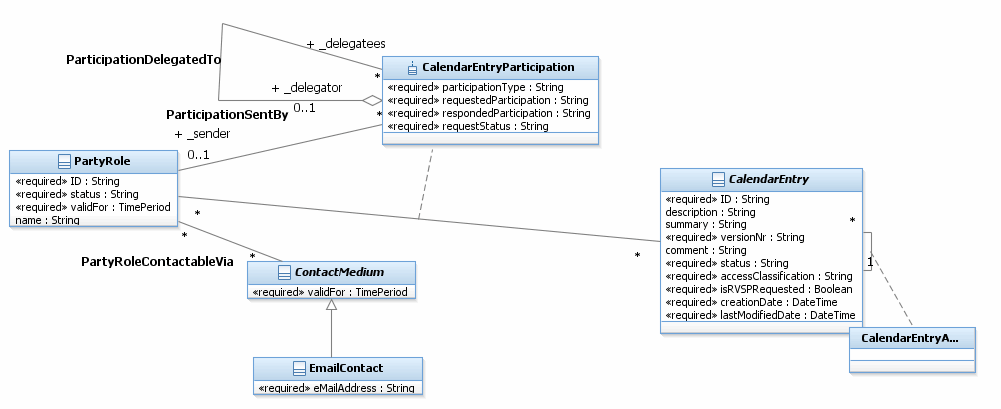 + _delegatees
ParticipationDelegatedTo
*
+ _delegator
0..1
CalendarEntryParticipation
«required» participationType : String
«required» requestedParticipation : String
«required» respondedParticipation : String
«required» requestStatus : String
ParticipationSentBy
*
+ _sender
0..1
PartyRole
«required» ID : String
«required» status : String
«required» validFor : TimePeriod
name : String
*
*
PartyRoleContactableVia
*
ContactMedium
«required» validFor : TimePeriod
EmailContact
«required» eMailAddress : String
*
CalendarEntry
«required» ID : String
description : String
summary : String
«required» versionNr : String
comment : String
«required» status : String
«required» accessClassification : String
«required» isRVSPRequested : Boolean
«required» creationDate : DateTime
«required» lastModifiedDate : DateTime
*
1
CalendarEntryA...